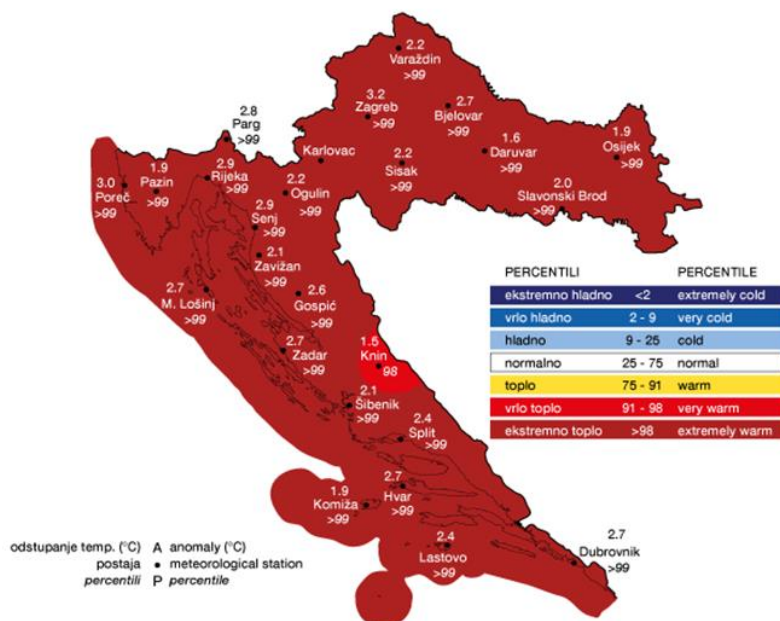 2.2
Varaždin
>99
3.2
Zagreb
>99
2.7
Bjelovar
>99
2.8
Parg
>99
1.6
Daruvar
>99
1.9
Osijek
>99
Karlovac
2.2
Sisak
>99
1.9
Pazin
>99
2.9
Rijeka
>99
3.0
Poreč
>99
2.2
Ogulin
>99
2.0
Slavonski Brod
>99
2.9
Senj
>99
2.1
Zavižan
>99
2.7
M. Lošinj
>99
2.6
Gospić
>99
PERCENTILI PERCENTILE
ekstremno hladno <2 extremely cold
vrlo hladno 2 - 9 very cold
hladno 9 - 25 cold
normalno 25 - 75 normal
toplo 75 - 91 warm
vrlo toplo 91 - 98 very warm
ekstremno toplo >98 extremely warm
2.7
Zadar
>99
1.5
Knin
98
2.1
Šibenik
>99
2.4
Split
>99
1.9
Komiža
>99
2.7
Hvar
>99
2.4
Lastovo
>99
2.7
Dubrovnik
>99
odstupanje temp. (°C) A anomaly (°C)
postaja • meteorological station
percentili P percentile